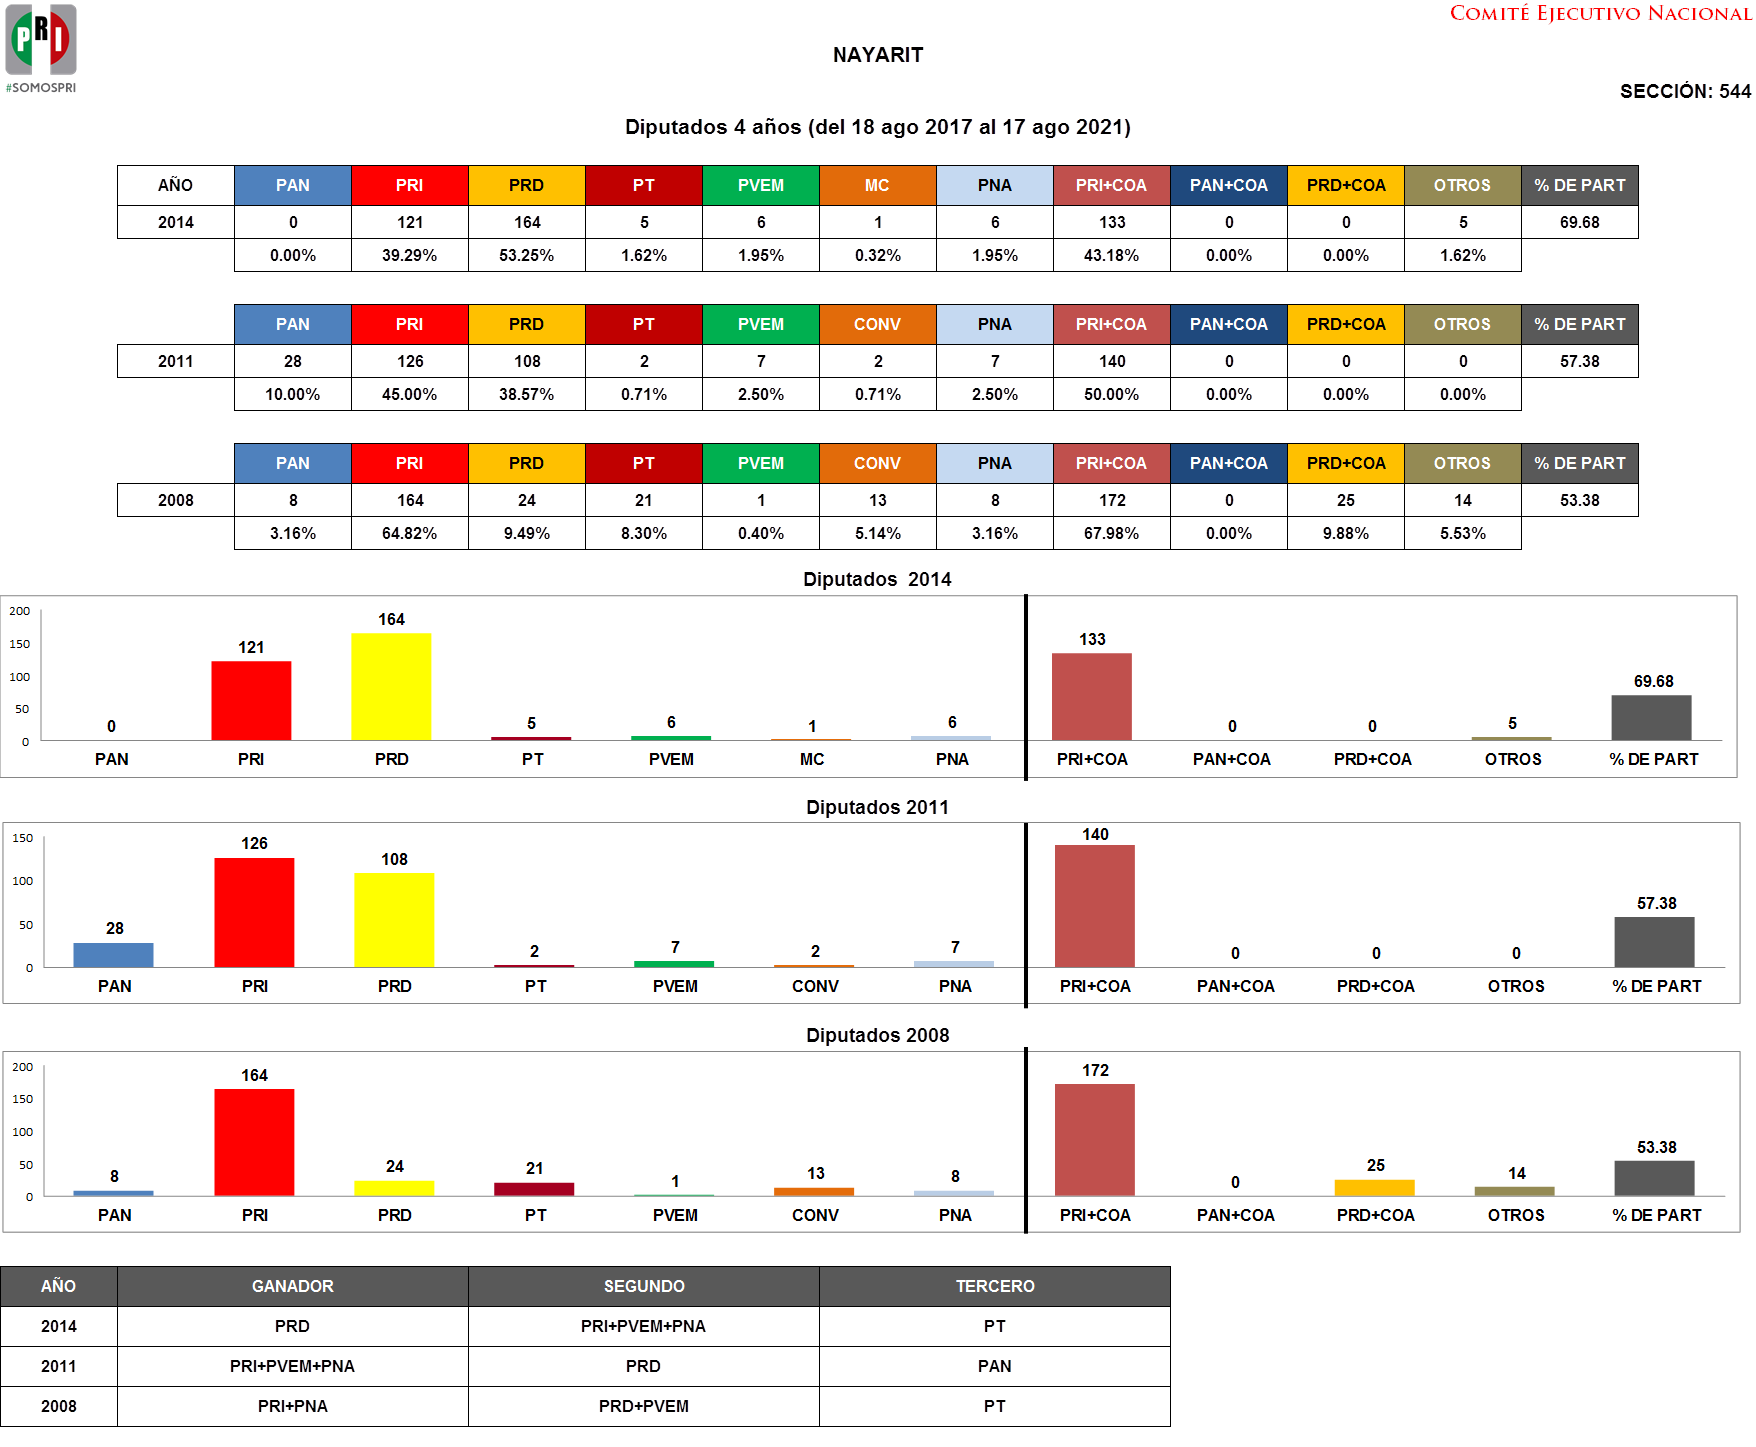 PRI
#SOMOSPRI
COMITÉ EJECUTIVO NACIONAL
NAYARIT
SECCIÓN: 544
Diputados 4 años (del 18 ago 2017 al 17 ago 2021)
AÑO PAN PRI PRD PT PVEM MC PNA PRI+COA PAN+COA PRD+COA OTROS % DE PART
2014 0 121 164 5 6 1 6 133 0 0 5 69.68
0.00% 39.29% 53.25% 1.62% 1.95% 0.32% 1.95% 43.18% 0.00% 0.00% 1.62%
PAN PRI PRD PT PVEM CONV PNA PRI+COA PAN+COA PRD+COA OTROS % DE PART
2011 28 126 108 2 7 2 7 140 0 0 0 57.38
10.00% 45.00% 38.57% 0.71% 2.50% 0.71% 2.50% 50.00% 0.00% 0.00% 0.00%
PAN PRI PRD PT PVEM CONV PNA PRI+COA PAN+COA PRD+COA OTROS % DE PART
2008 8 164 24 21 1 13 8 172 0 25 14 53.38
3.16% 64.82% 9.49% 8.30% 0.40% 5.14% 3.16% 67.98% 0.00% 9.88% 5.53%
Diputados 2014
200
150
100
50
0
0 121 164 5 6 1 6 133 0 0 5 69.68
PAN PRI PRD PT PVEM MC PNA PRI+COA PAN+COA PRD+COA OTROS % DE PART
Diputados 2011
150
100
50
0
28 126 108 2 7 2 7 140 0 0 0 57.38
PAN PRI PRD PT PVEM CONV PNA PRI+COA PAN+COA PRD+COA OTROS % DE PART
Diputados 2008
200
150
100
50
0
8 164 24 21 1 13 8 172 0 25 14 53.38
PAN PRI PRD PT PVEM CONV PNA PRI+COA PAN+COA PRD+COA OTROS % DE PART
AÑO GANADOR SEGUNDO TERCERO
2014 PRD PRI+PVEM+PNA PT
2011 PRI+PVEM+PNA PRD PAN
2008 PRI+PNA PRD+PVEM PT